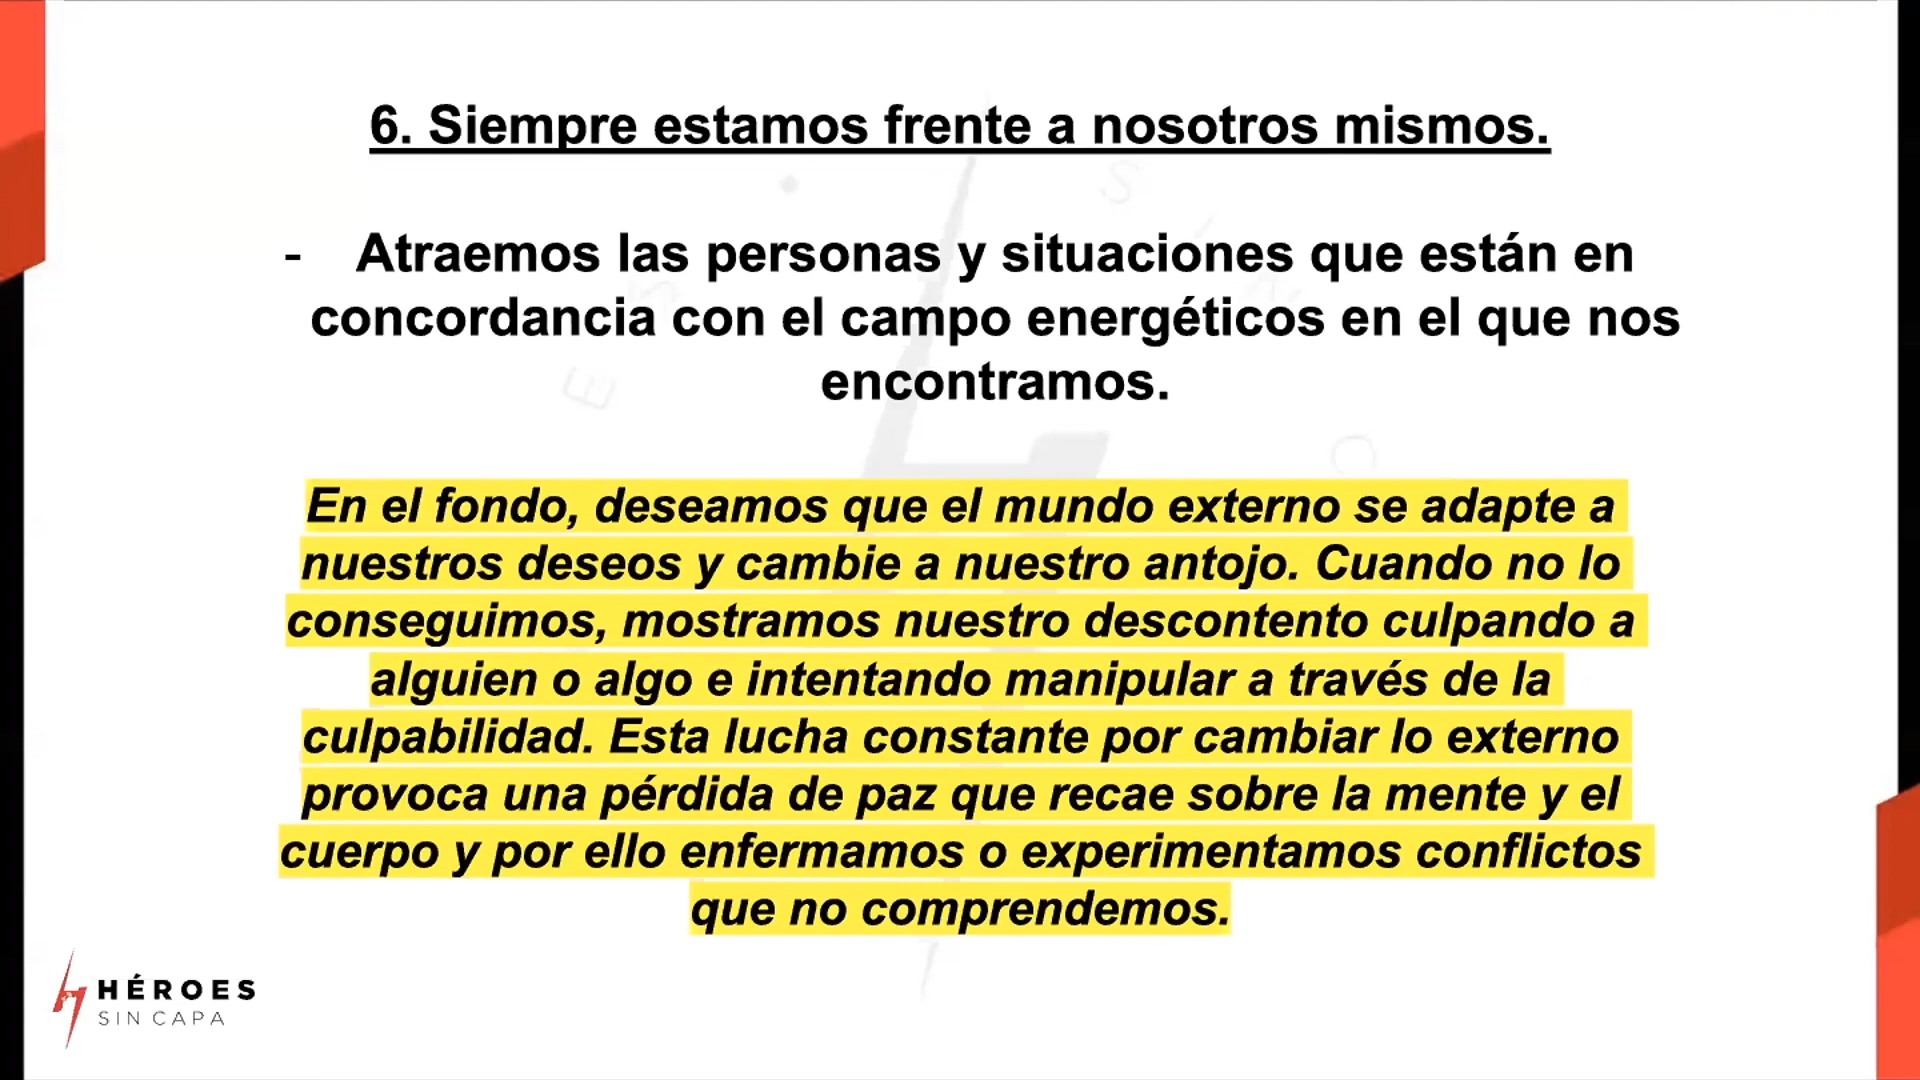 6. Siempre estamos frente a nosotros mismos.
- Atraemos las personas y situaciones que están en
concordancia con el campo energéticos en el que nos
encontramos.
En el fondo, deseamos que el mundo externo se adapte a
nuestros deseos y cambie a nuestro antojo. Cuando no lo
conseguimos, mostramos nuestro descontento culpando a
alguien o algo e intentando manipular a través de la
culpabilidad. Esta lucha constante por cambiar lo externo
provoca una pérdida de paz que recae sobre la mente y el
cuerpo y por ello enfermamos o experimentamos conflictos
que no comprendemos.
HÉROES
SIN CAPA